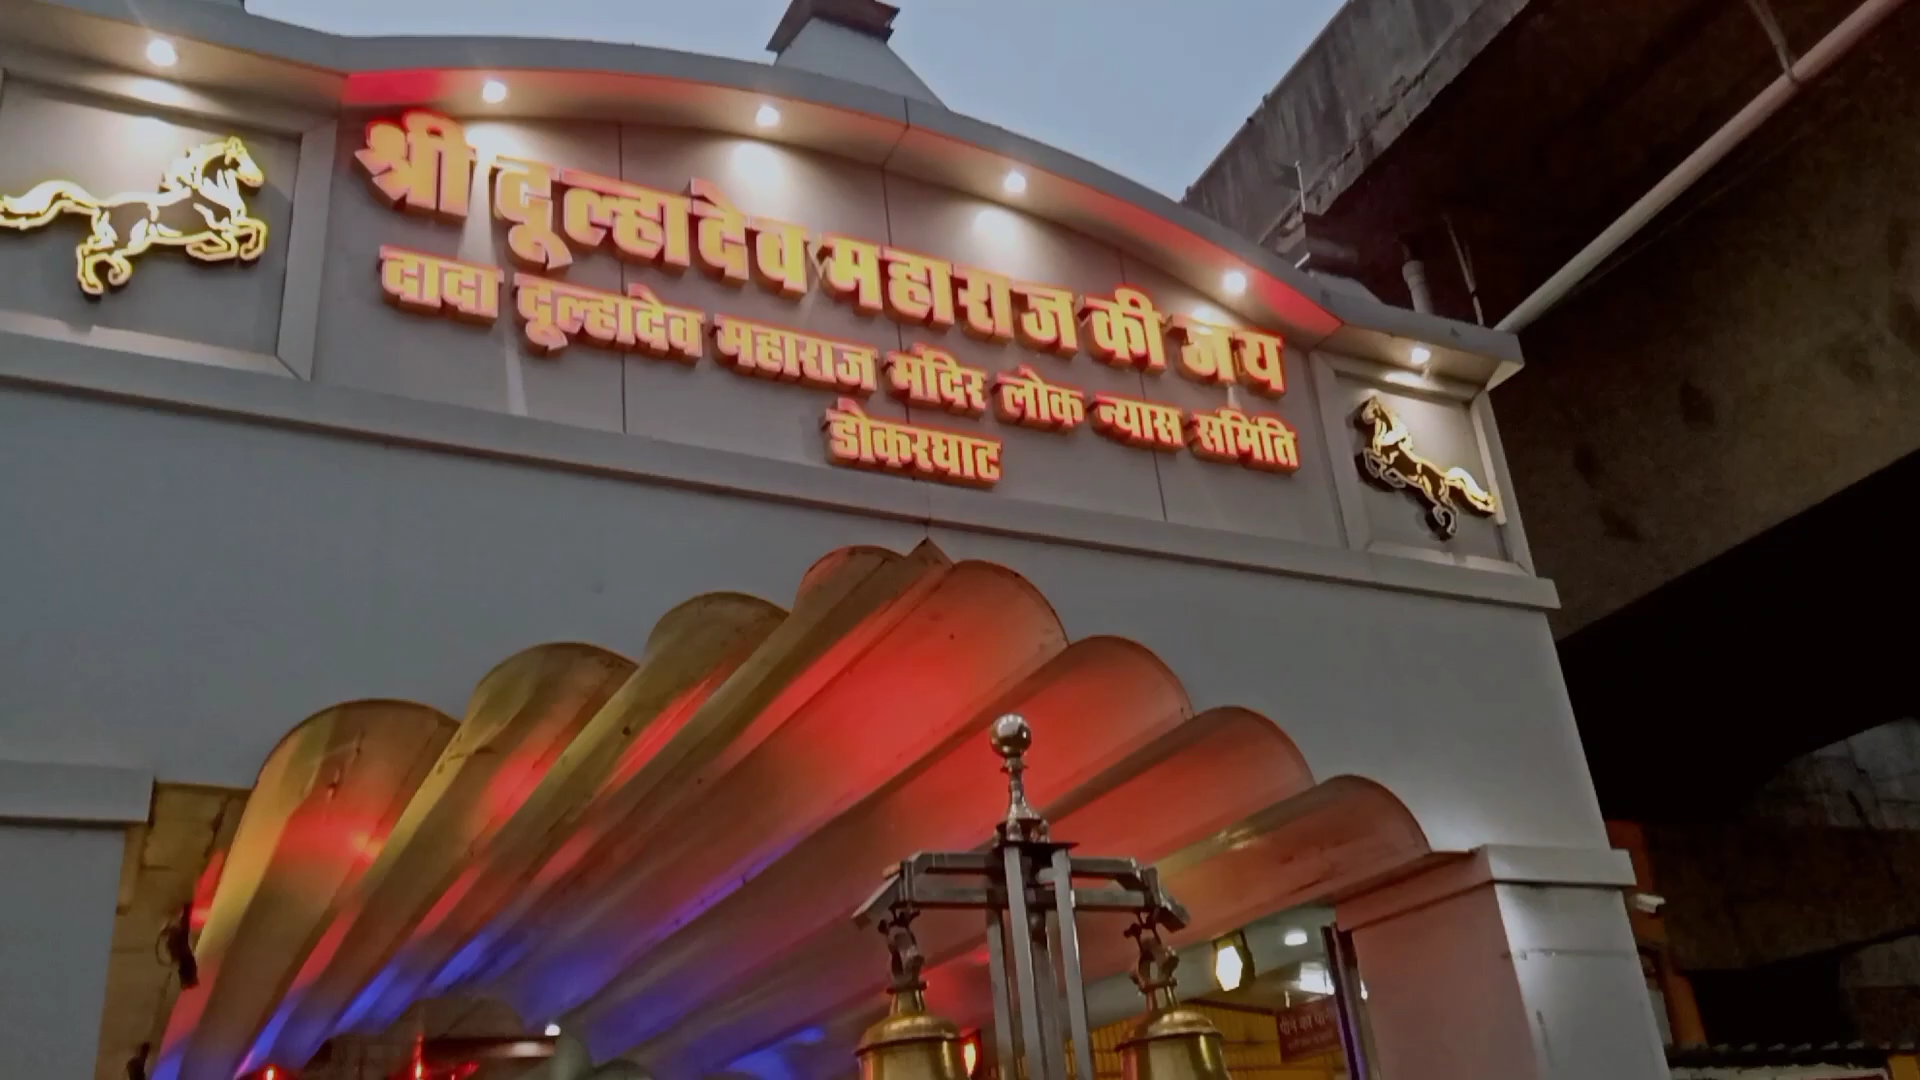 श्री दूल्हादेव महाराज की जय
दादा दूल्हादेव महाराज मंदिर लोक न्यास समिति
डोकरघाट